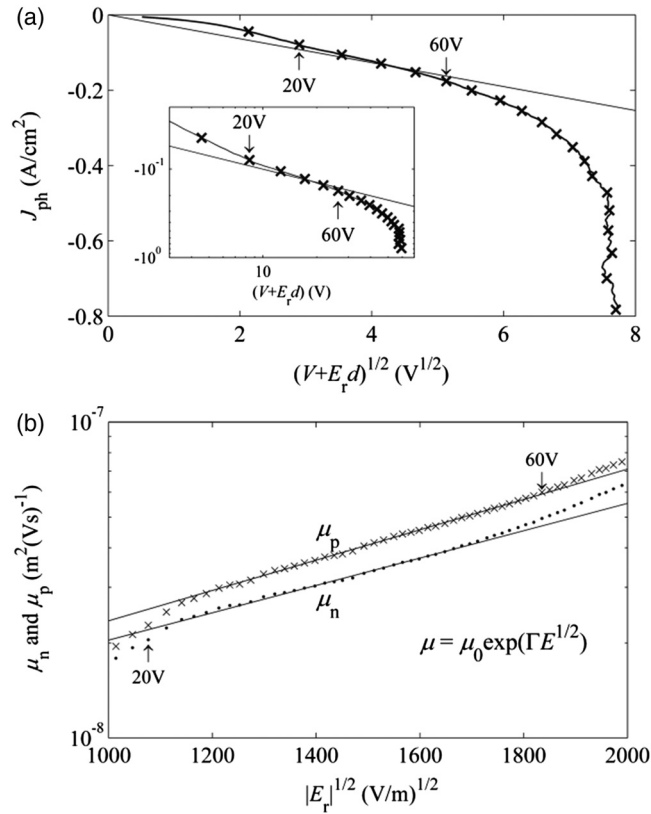 (a)
0
-0.2
-0.4
-0.6
-0.8
J_ph (A/cm²)
20V
60V
20V
60V
-10⁻¹
-10⁰
10
(V+E_r d) (V)
0 2 4 6 8
(V+E_r d)^1/2 (V^1/2)
(b)
10⁻⁷
10⁻⁸
μ_n and μ_p (m²(Vs)⁻¹)
60V
μ_p
μ_n
20V
μ = μ₀exp(ΓE^1/2)
1000 1200 1400 1600 1800 2000
|E_r|^1/2 (V/m)^1/2